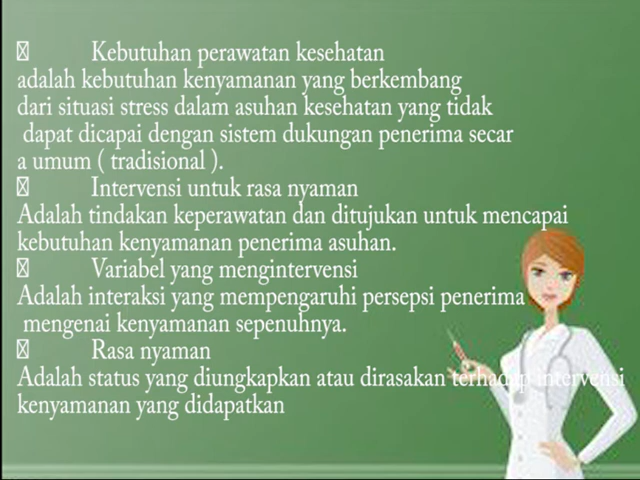 Kebutuhan perawatan kesehatan
adalah kebutuhan kenyamanan yang berkembang
dari situasi stress dalam asuhan kesehatan yang tidak
dapat dicapai dengan sistem dukungan penerima secar
a umum ( tradisional ).
Intervensi untuk rasa nyaman
Adalah tindakan keperawatan dan ditujukan untuk mencapai
kebutuhan kenyamanan penerima asuhan.
Variabel yang mengintervensi
Adalah interaksi yang mempengaruhi persepsi penerima
mengenai kenyamanan sepenuhnya.
Rasa nyaman
Adalah status yang diungkapkan atau dirasakan terhadap intervensi
kenyamanan yang didapatkan